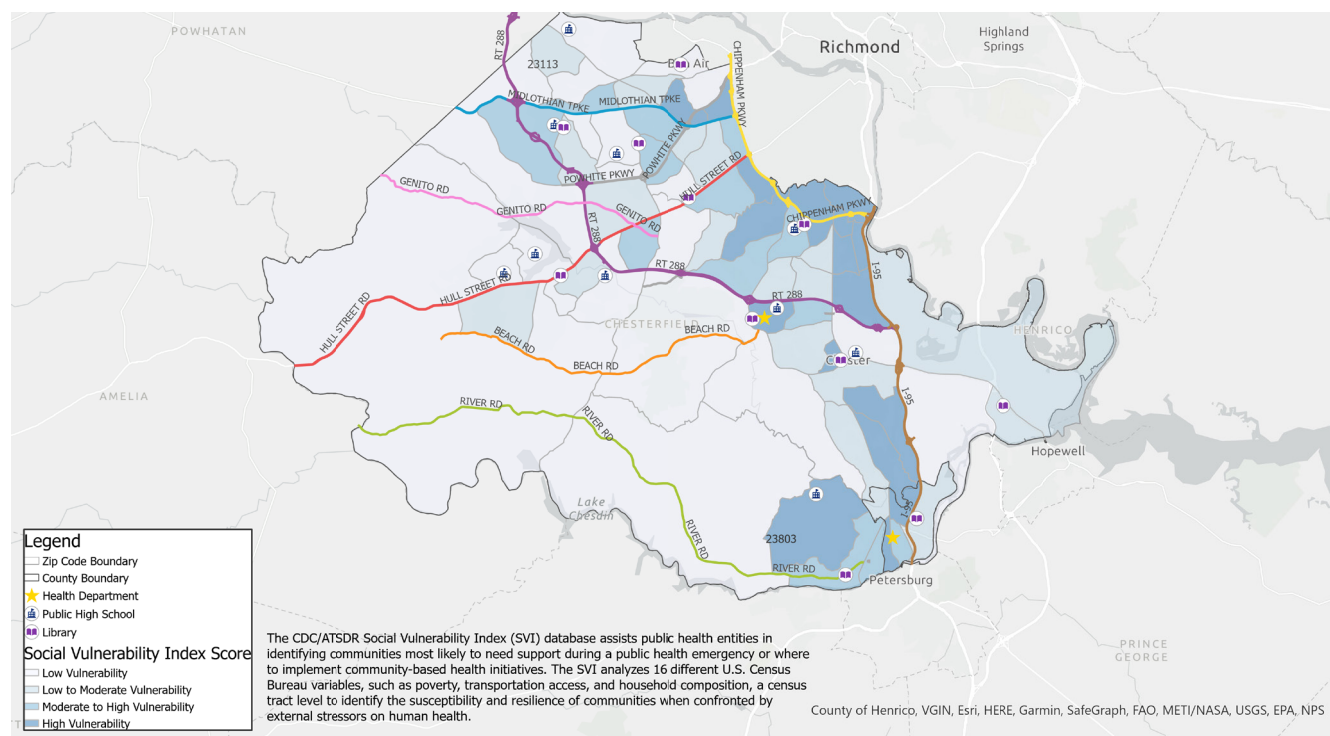 POWHATAN
RT 288
Richmond
Highland
Springs
23113
Air
CHIPPENHAM PKWY
MIDLOTHIAN TPKE
MIDLOTHIAN TPKE
POWHITE PKWY
POWHITE PKWY
HULL STREET RD
GENITO RD
GENITO RD
GENITO RD
CHIPPENHAM PKWY
RT 288
RT 288
I-95
HULL STREET RD
RT 288
HULL STREET RD
CHESTERFIELD
HENRICO
BEACH RD
BEACH RD
BEACH RD
AMELIA
I-95
RIVER RD
RIVER RD
Hopewell
Lake
Chesdin
I-95
RIVER RD
23803
RIVER RD
Petersburg
PRINCE
GEORGE
Legend
Zip Code Boundary
County Boundary
Health Department
Public High School
Library
Social Vulnerability Index Score
Low Vulnerability
Low to Moderate Vulnerability
Moderate to High Vulnerability
High Vulnerability
The CDC/ATSDR Social Vulnerability Index (SVI) database assists public health entities in
identifying communities most likely to need support during a public health emergency or where
to implement community-based health initiatives. The SVI analyzes 16 different U.S. Census
Bureau variables, such as poverty, transportation access, and household composition, a census
tract level to identify the susceptibility and resilience of communities when confronted by
external stressors on human health.
County of Henrico, VGIN, Esri, HERE, Garmin, SafeGraph, FAO, METI/NASA, USGS, EPA, NPS